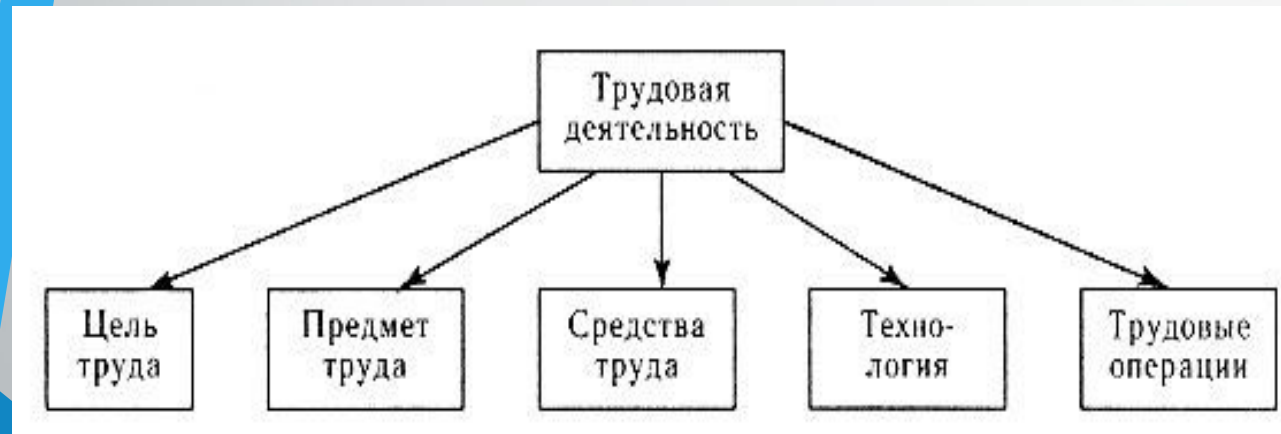 Трудовая
деятельность
Цель
труда
Предмет
труда
Средства
труда
Техно-
логия
Трудовые
операции